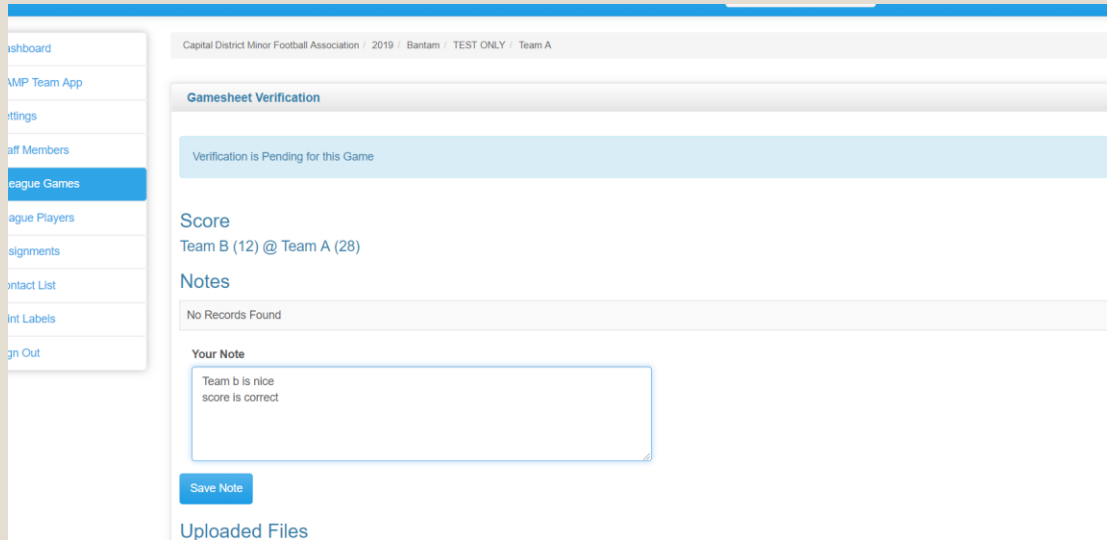 Capital District Minor Football Association / 2019 / Bantam / TEST ONLY / Team A
ashboard
AMP Team App
ettings
aff Members
eague Games
ague Players
signments
ontact List
int Labels
gn Out
Gamesheet Verification
Verification is Pending for this Game
Score
Team B (12) @ Team A (28)
Notes
No Records Found
Your Note
Team b is nice
score is correct
Save Note
Uploaded Files